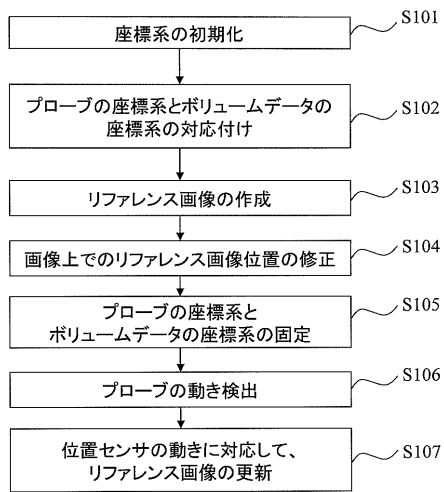 座標系の初期化
S101
プローブの座標系とボリュームデータの
座標系の対応付け
S102
リファレンス画像の作成
S103
画像上でのリファレンス画像位置の修正
S104
プローブの座標系と
ボリュームデータの座標系の固定
S105
プローブの動き検出
S106
位置センサの動きに対応して、
リファレンス画像の更新
S107